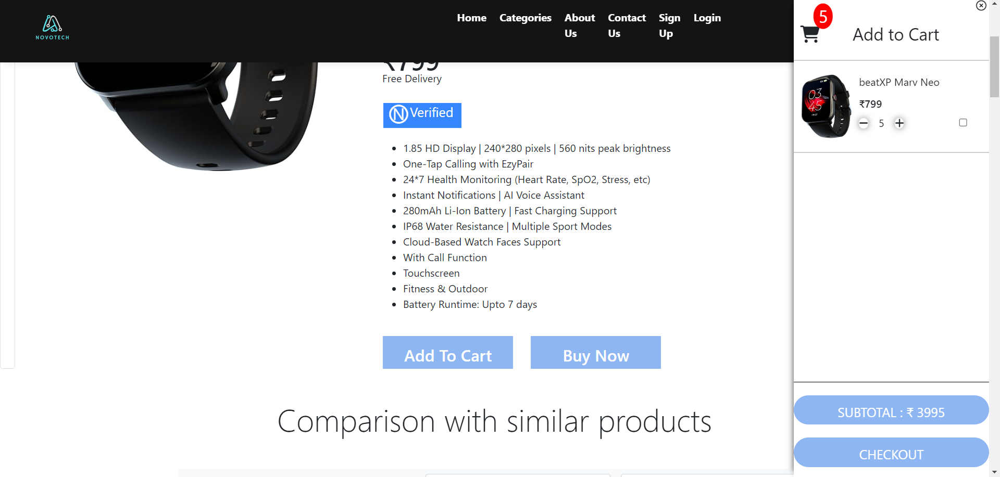 NOVOTECH
Home Categories About Us Contact Us Sign Up Login
₹799
Free Delivery
N Verified
1.85 HD Display | 240*280 pixels | 560 nits peak brightness
One-Tap Calling with EzyPair
24*7 Health Monitoring (Heart Rate, SpO2, Stress, etc)
Instant Notifications | AI Voice Assistant
280mAh Li-Ion Battery | Fast Charging Support
IP68 Water Resistance | Multiple Sport Modes
Cloud-Based Watch Faces Support
With Call Function
Touchscreen
Fitness & Outdoor
Battery Runtime: Upto 7 days
Add To Cart
Buy Now
Comparison with similar products
5
Add to Cart
03
45
beatXP Marv Neo
₹799
5
SUBTOTAL : ₹ 3995
CHECKOUT